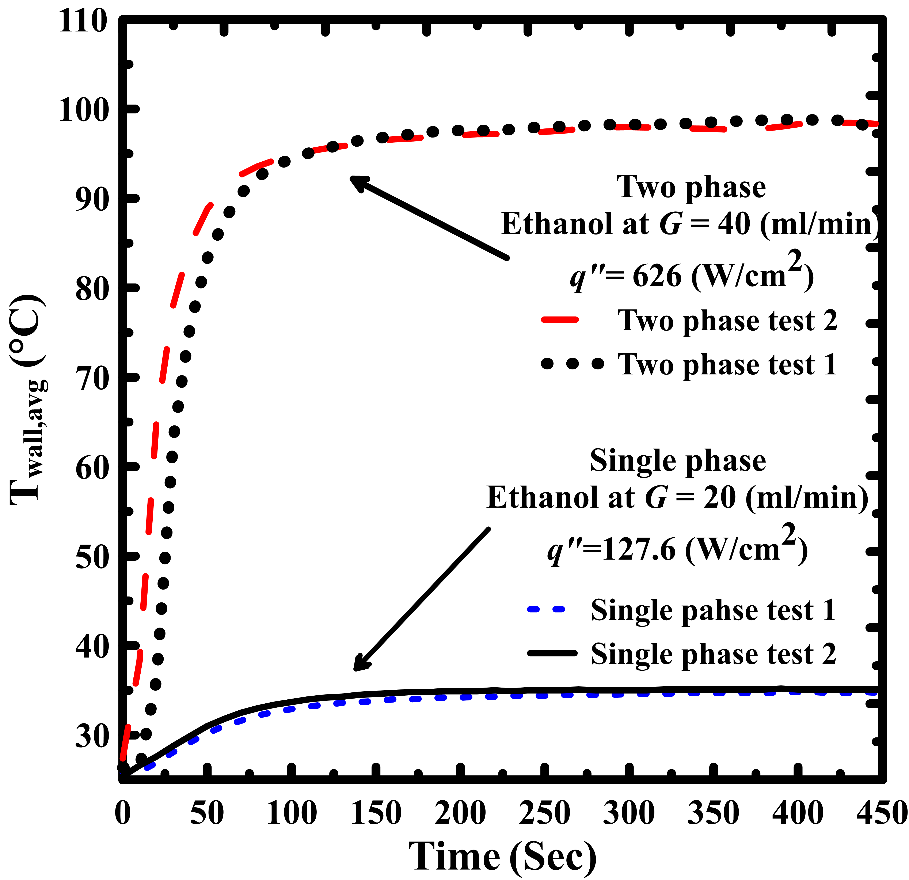 110
100
90
80
70
60
50
40
30
T wall,avg (°C)
Two phase
Ethanol at G = 40 (ml/min)
q"= 626 (W/cm2)
Two phase test 2
Two phase test 1
Single phase
Ethanol at G = 20 (ml/min)
q"=127.6 (W/cm2)
Single pahse test 1
Single phase test 2
0 50 100 150 200 250 300 350 400 450
Time (Sec)